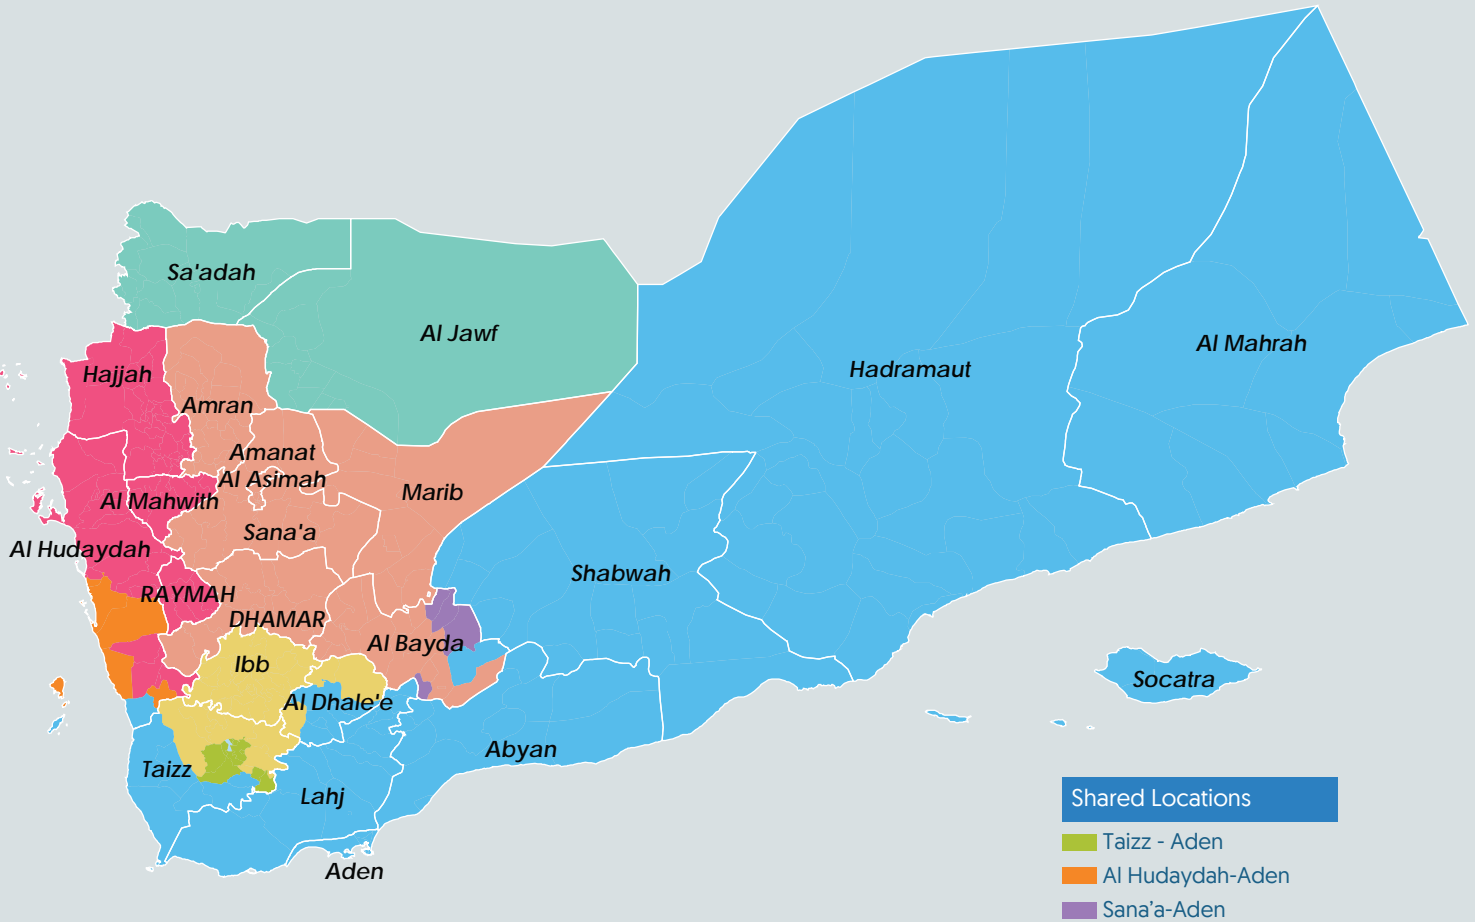 Sa'adah
Al Jawf
Al Mahrah
Hadramaut
Hajjah
Amran
Amanat
Al Asimah
Marib
Al Mahwith
Sana'a
Al Hudaydah
Shabwah
RAYMAH
DHAMAR
Al Bayda
Ibb
Socatra
Al Dhale'e
Abyan
Taizz
Lahj
Aden
Shared Locations
Taizz - Aden
Al Hudaydah-Aden
Sana'a-Aden